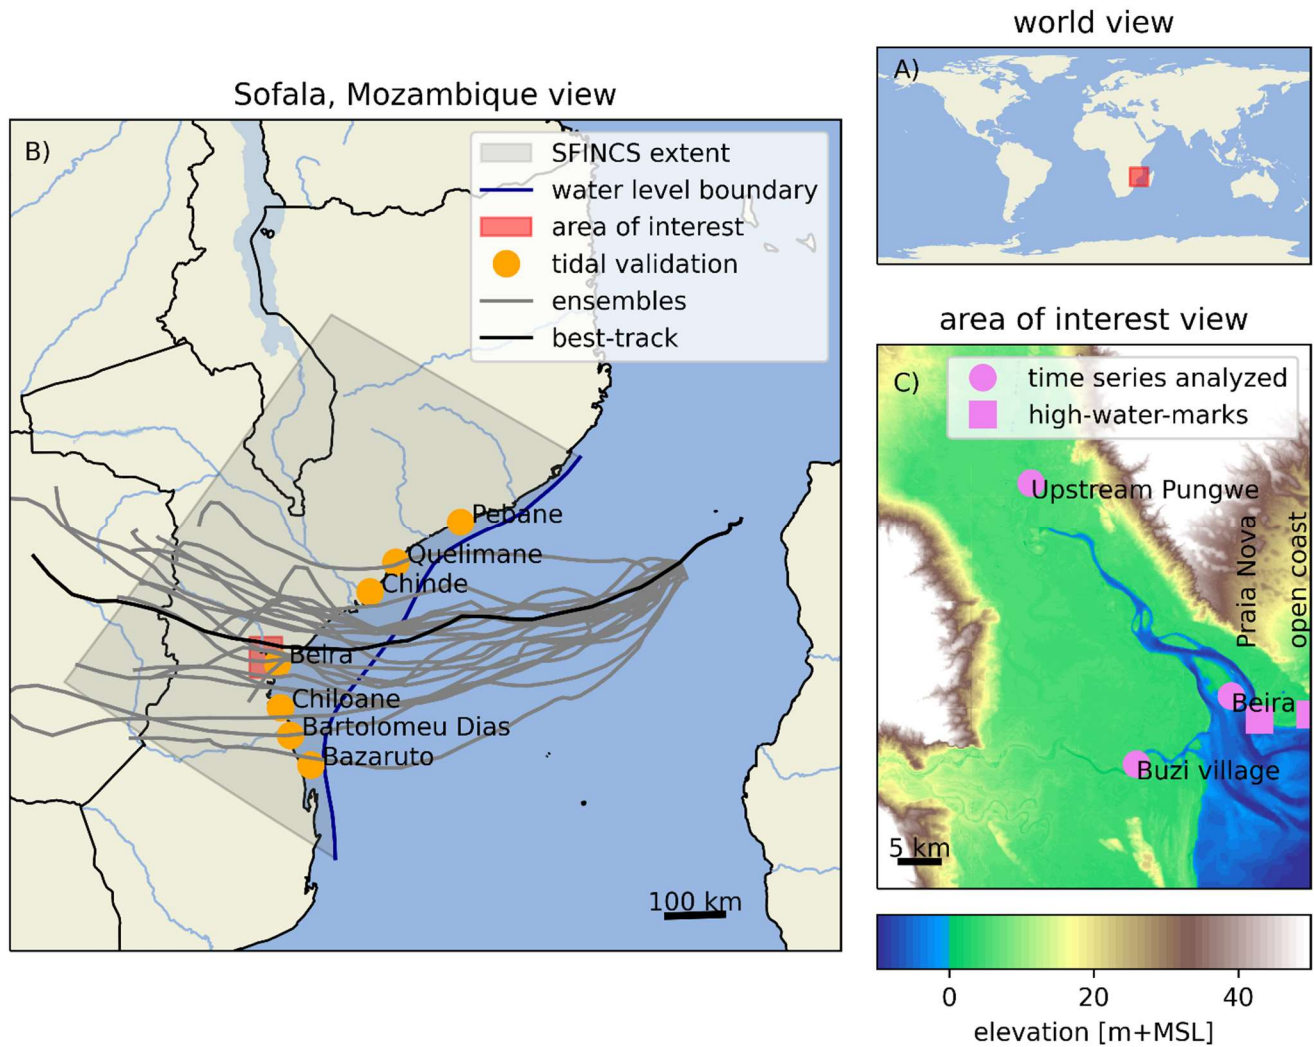 world view
A)
Sofala, Mozambique view
B)
SFINCS extent
water level boundary
area of interest
tidal validation
ensembles
best-track
Pebane
Quelimane
Chinde
Beira
Chiloane
Bartolomeu Dias
Bazaruto
100 km
area of interest view
C)
time series analyzed
high-water-marks
Upstream Pungwe
Praia Nova
open coast
Beira
Buzi village
5 km
0
20
40
elevation [m+MSL]